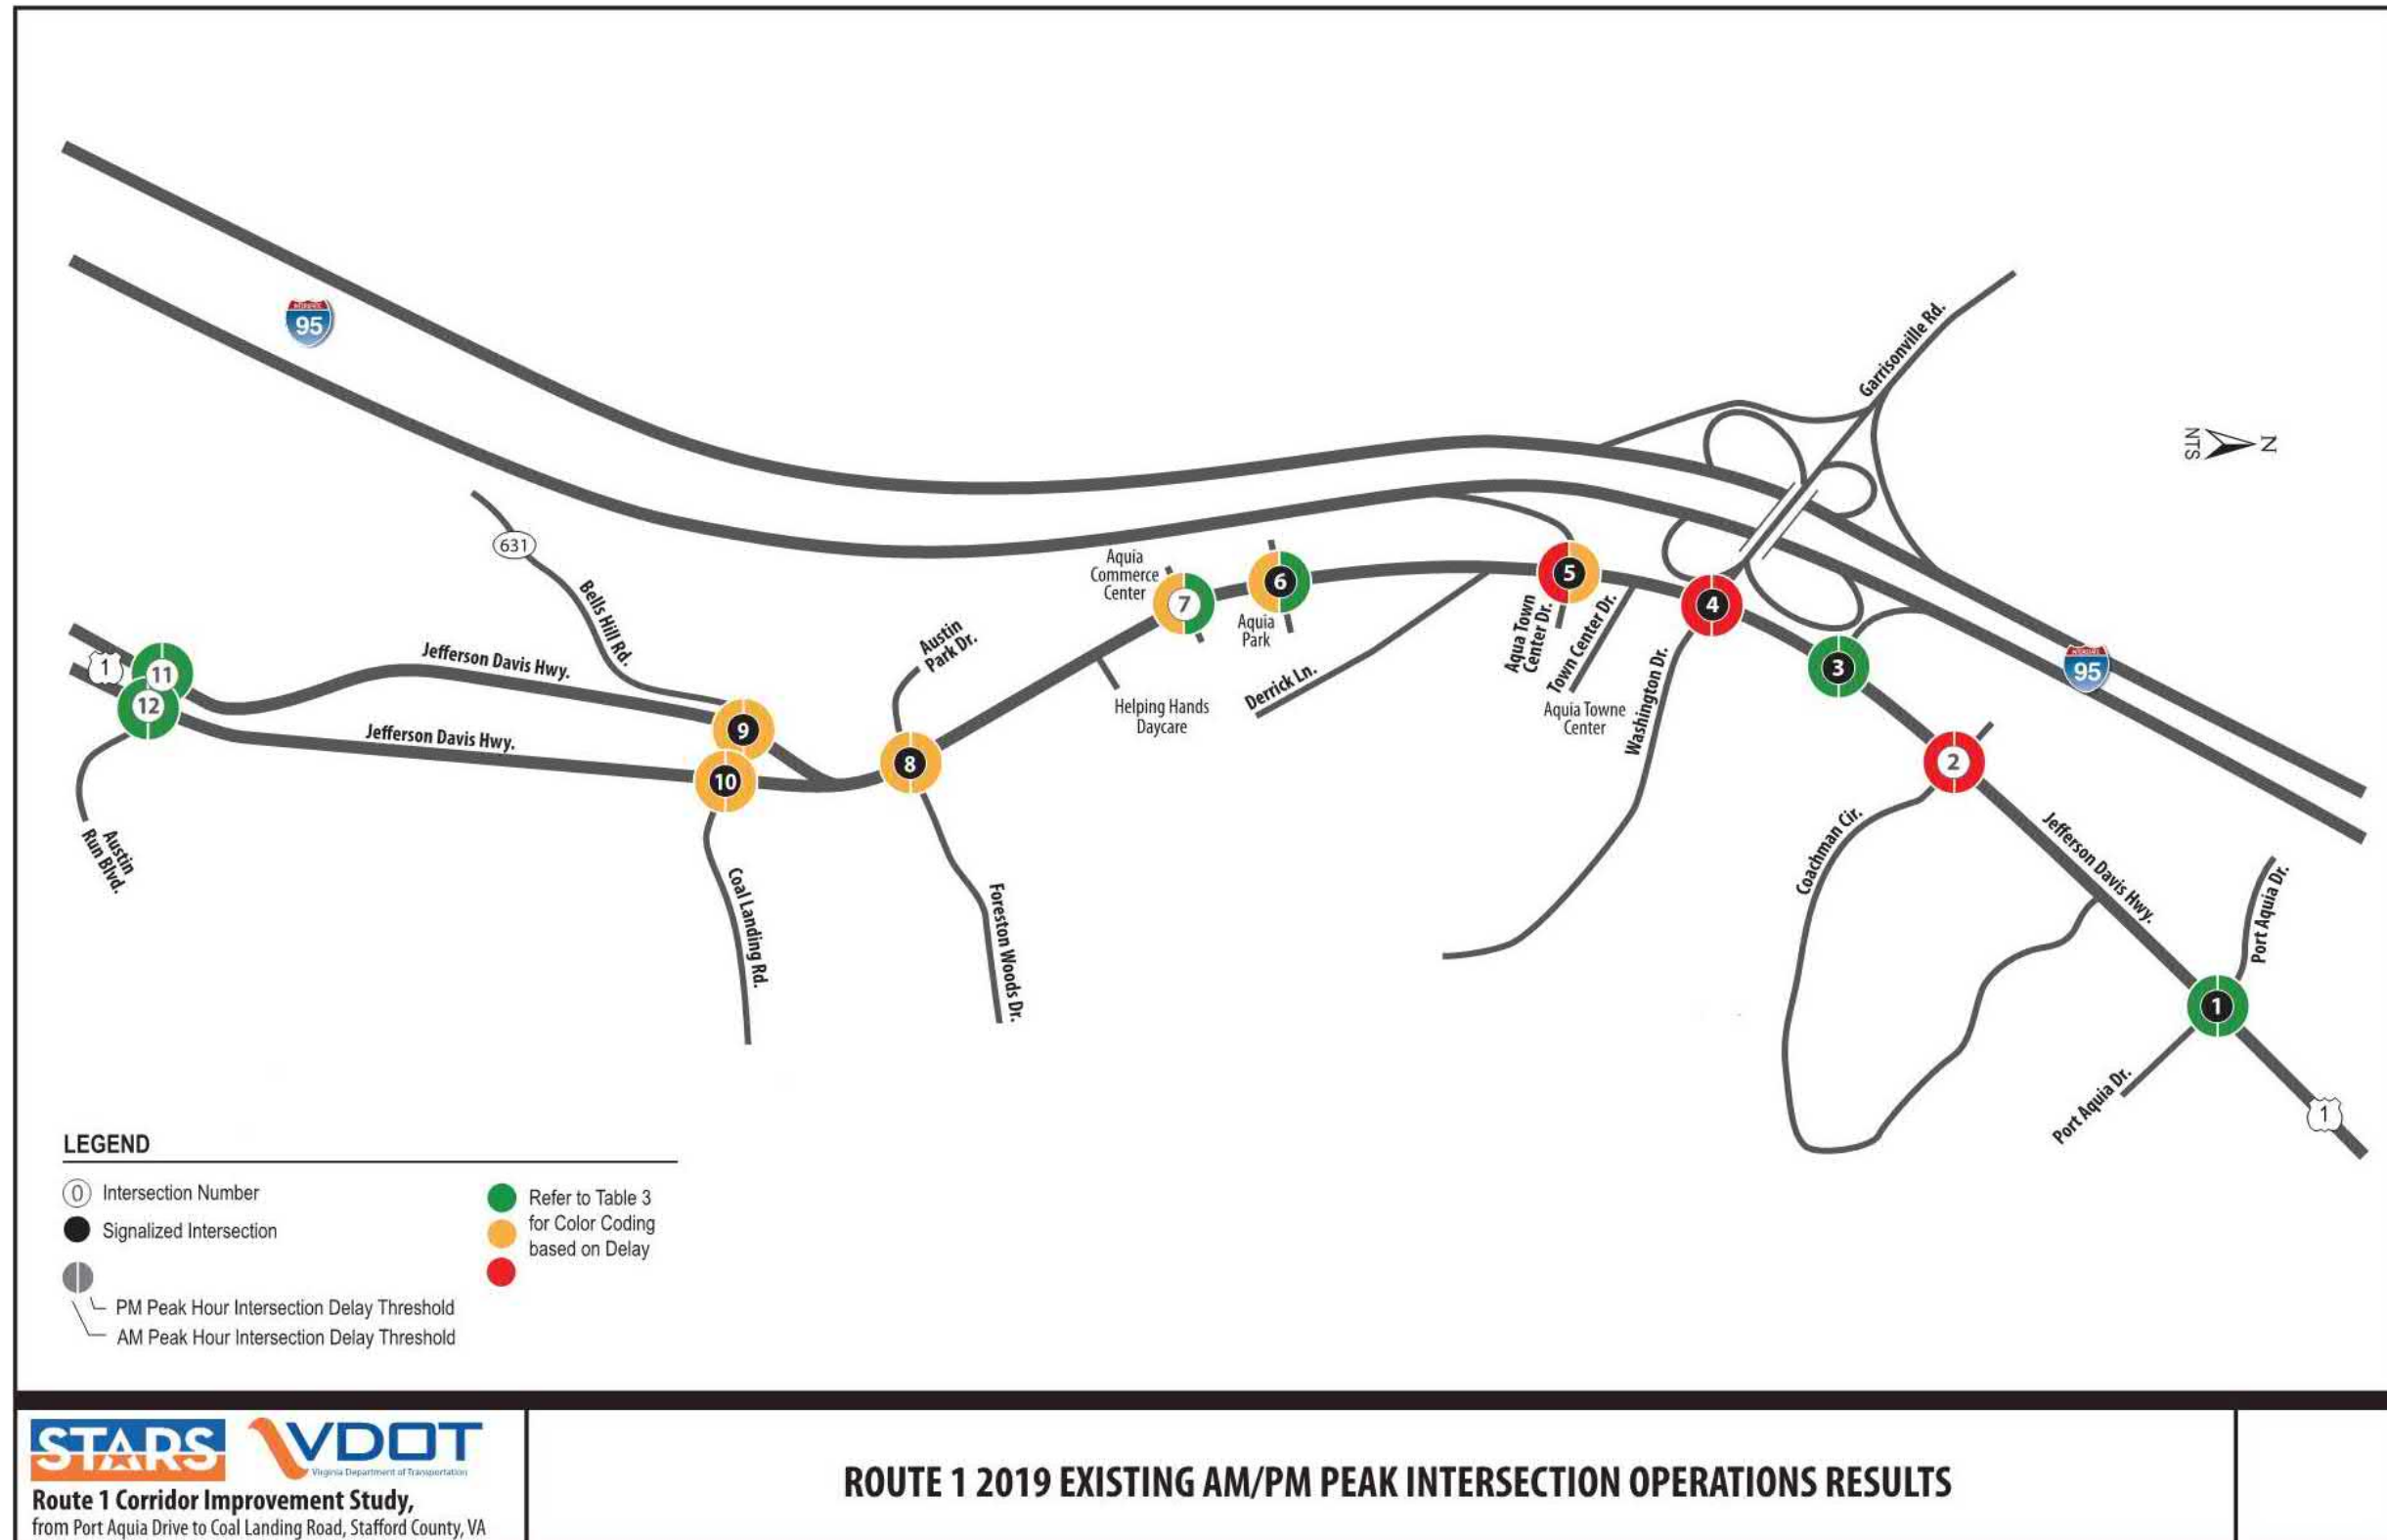 INTERSTATE
95
Garrisonville Rd.
N
NTS
631
Bells Hill Rd.
Aquia
Commerce
Center
7
6
Aquia
Park
5
Aqua Town
Center Dr.
Town Center Dr.
4
3
INTERSTATE
95
Austin
Park Dr.
Helping Hands
Daycare
Derrick Ln.
Aquia Towne
Center
Washington Dr.
1
11
12
Jefferson Davis Hwy.
Jefferson Davis Hwy.
9
10
8
2
Austin
Run Blvd.
Coal Landing Rd.
Foreston Woods Dr.
Coachman Cir.
Jefferson Davis Hwy.
Port Aquia Dr.
1
Port Aquia Dr.
1
LEGEND
0 Intersection Number
Signalized Intersection
PM Peak Hour Intersection Delay Threshold
AM Peak Hour Intersection Delay Threshold
Refer to Table 3
for Color Coding
based on Delay
STARS
VDOT
Virginia Department of Transportation
Route 1 Corridor Improvement Study,
from Port Aquia Drive to Coal Landing Road, Stafford County, VA
ROUTE 1 2019 EXISTING AM/PM PEAK INTERSECTION OPERATIONS RESULTS